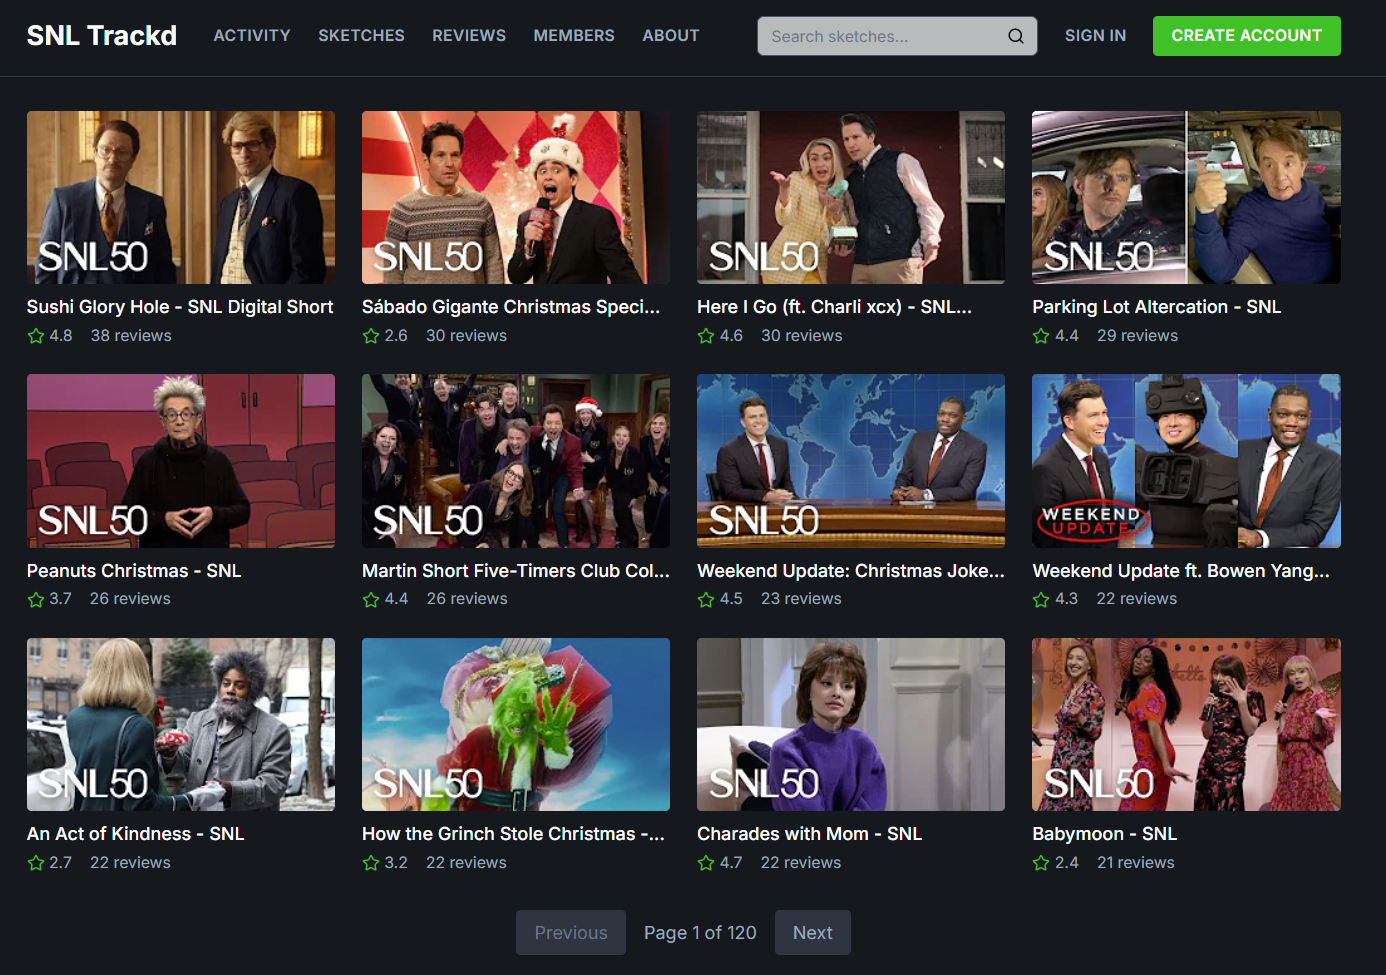 SNL Trackd
ACTIVITY
SKETCHES
REVIEWS
MEMBERS
ABOUT
Search sketches...
SIGN IN
CREATE ACCOUNT
SNL50
SNL50
SNL50
SNL50
Sushi Glory Hole - SNL Digital Short
Sábado Gigante Christmas Speci...
Here I Go (ft. Charli xcx) - SNL...
Parking Lot Altercation - SNL
4.8 38 reviews
2.6 30 reviews
4.6 30 reviews
4.4 29 reviews
SNL50
SNL50
SNL50
WEEKEND
UPDATE
Peanuts Christmas - SNL
Martin Short Five-Timers Club Col...
Weekend Update: Christmas Joke...
Weekend Update ft. Bowen Yang...
3.7 26 reviews
4.4 26 reviews
4.5 23 reviews
4.3 22 reviews
SNL50
SNL50
SNL50
SNL50
An Act of Kindness - SNL
How the Grinch Stole Christmas -...
Charades with Mom - SNL
Babymoon - SNL
2.7 22 reviews
3.2 22 reviews
4.7 22 reviews
2.4 21 reviews
Previous
Page 1 of 120
Next